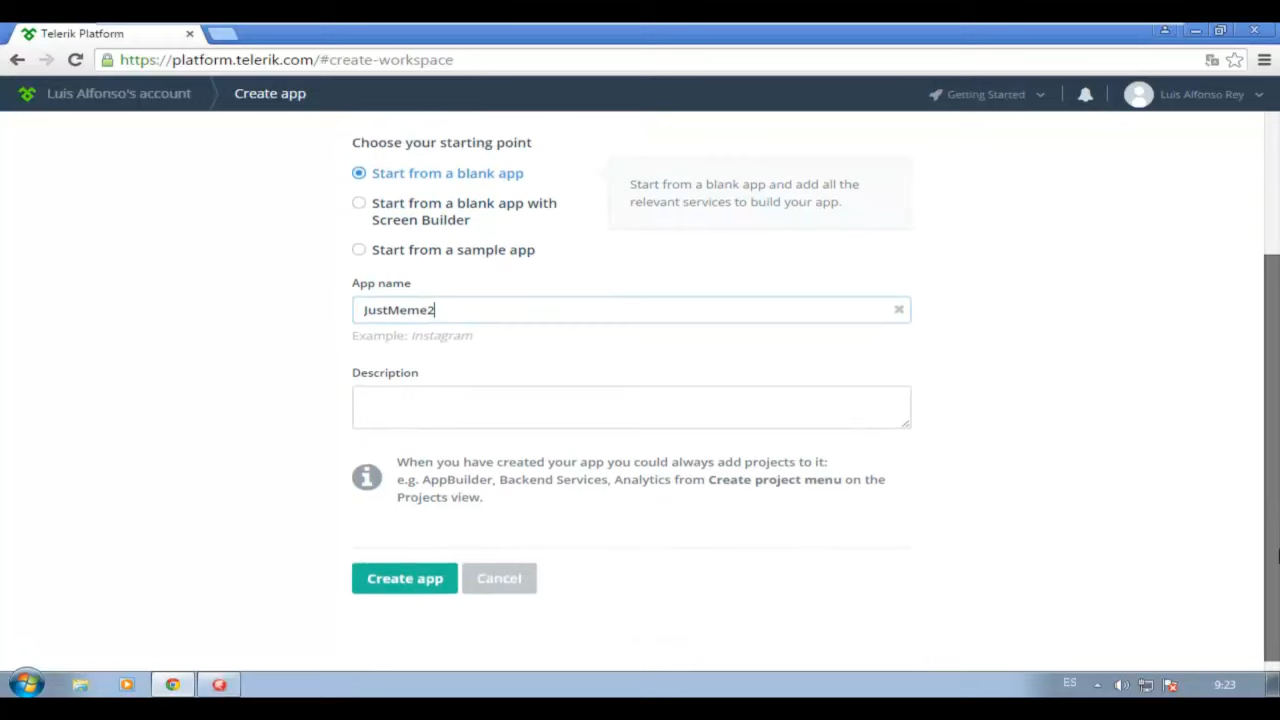 Telerik Platform
https://platform.telerik.com/#create-workspace
Luis Alfonso's account
Create app
Getting Started
Luis Alfonso Rey
Choose your starting point
Start from a blank app
Start from a blank app with
Screen Builder
Start from a sample app
Start from a blank app and add all the
relevant services to build your app.
App name
JustMeme2
Example: Instagram
Description
When you have created your app you could always add projects to it:
e.g. AppBuilder, Backend Services, Analytics from Create project menu on the
Projects view.
Create app
Cancel
ES
9:23